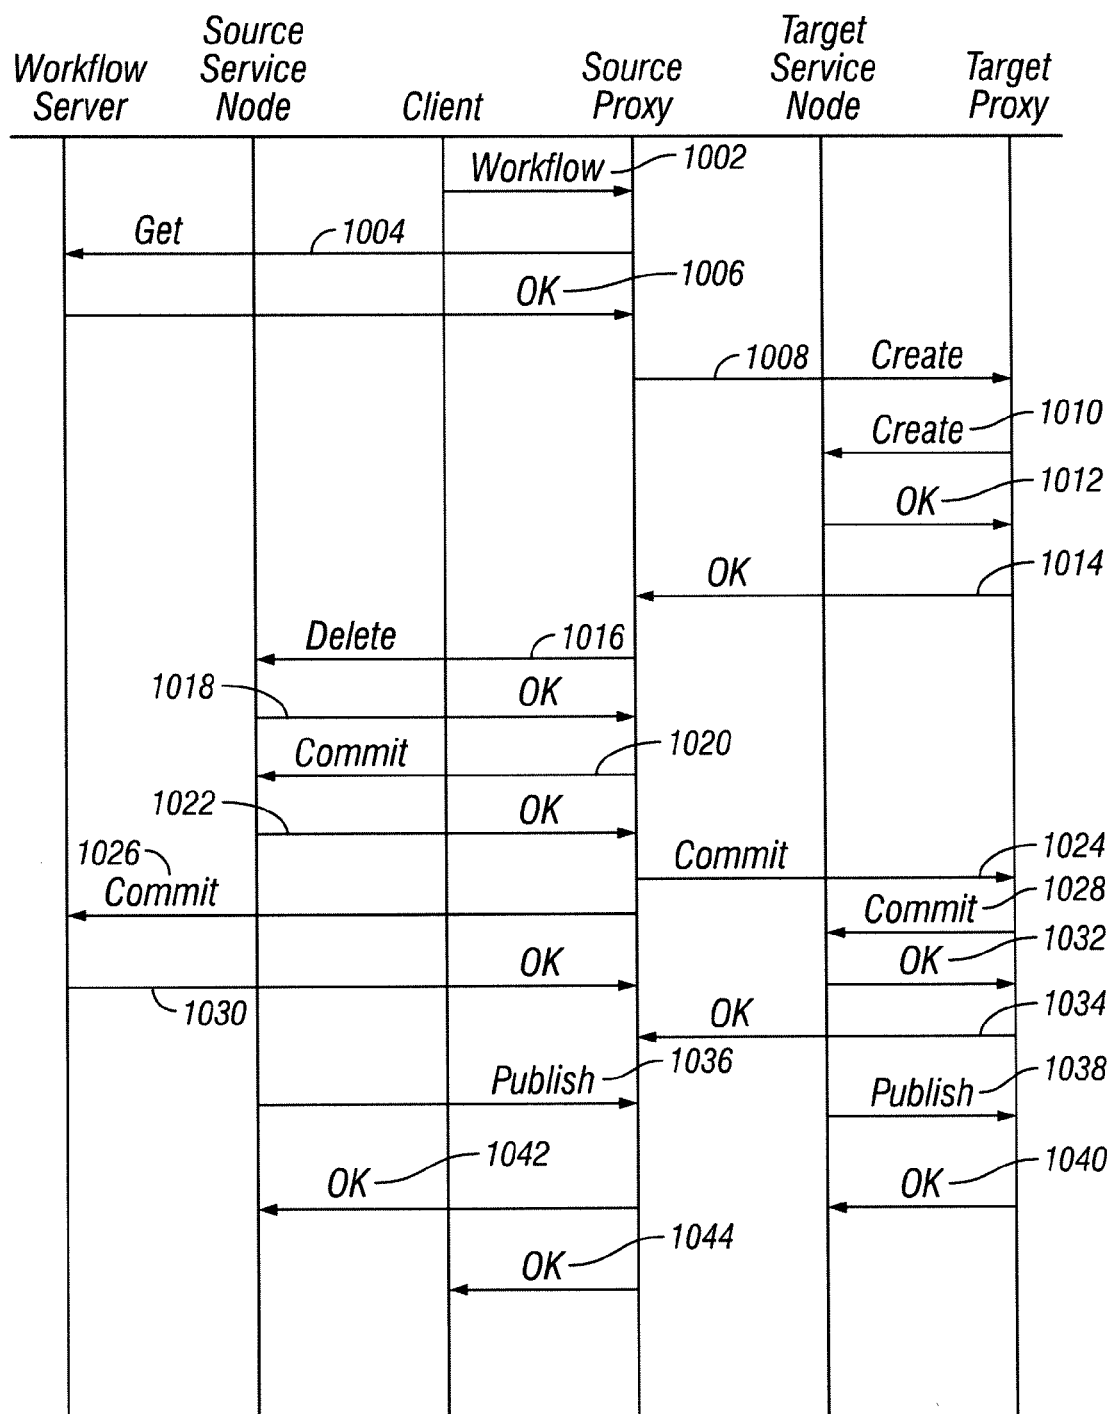 Workflow Server
Source Service Node
Client
Source Proxy
Target Service Node
Target Proxy
Workflow 1002
Get 1004
OK 1006
1008 Create
Create 1010
OK 1012
OK 1014
Delete 1016
1018 OK
Commit 1020
1022 OK
Commit 1024
1026 Commit
Commit 1028
OK 1032
OK
1030
OK 1034
Publish 1036
Publish 1038
OK 1042
OK 1040
OK 1044